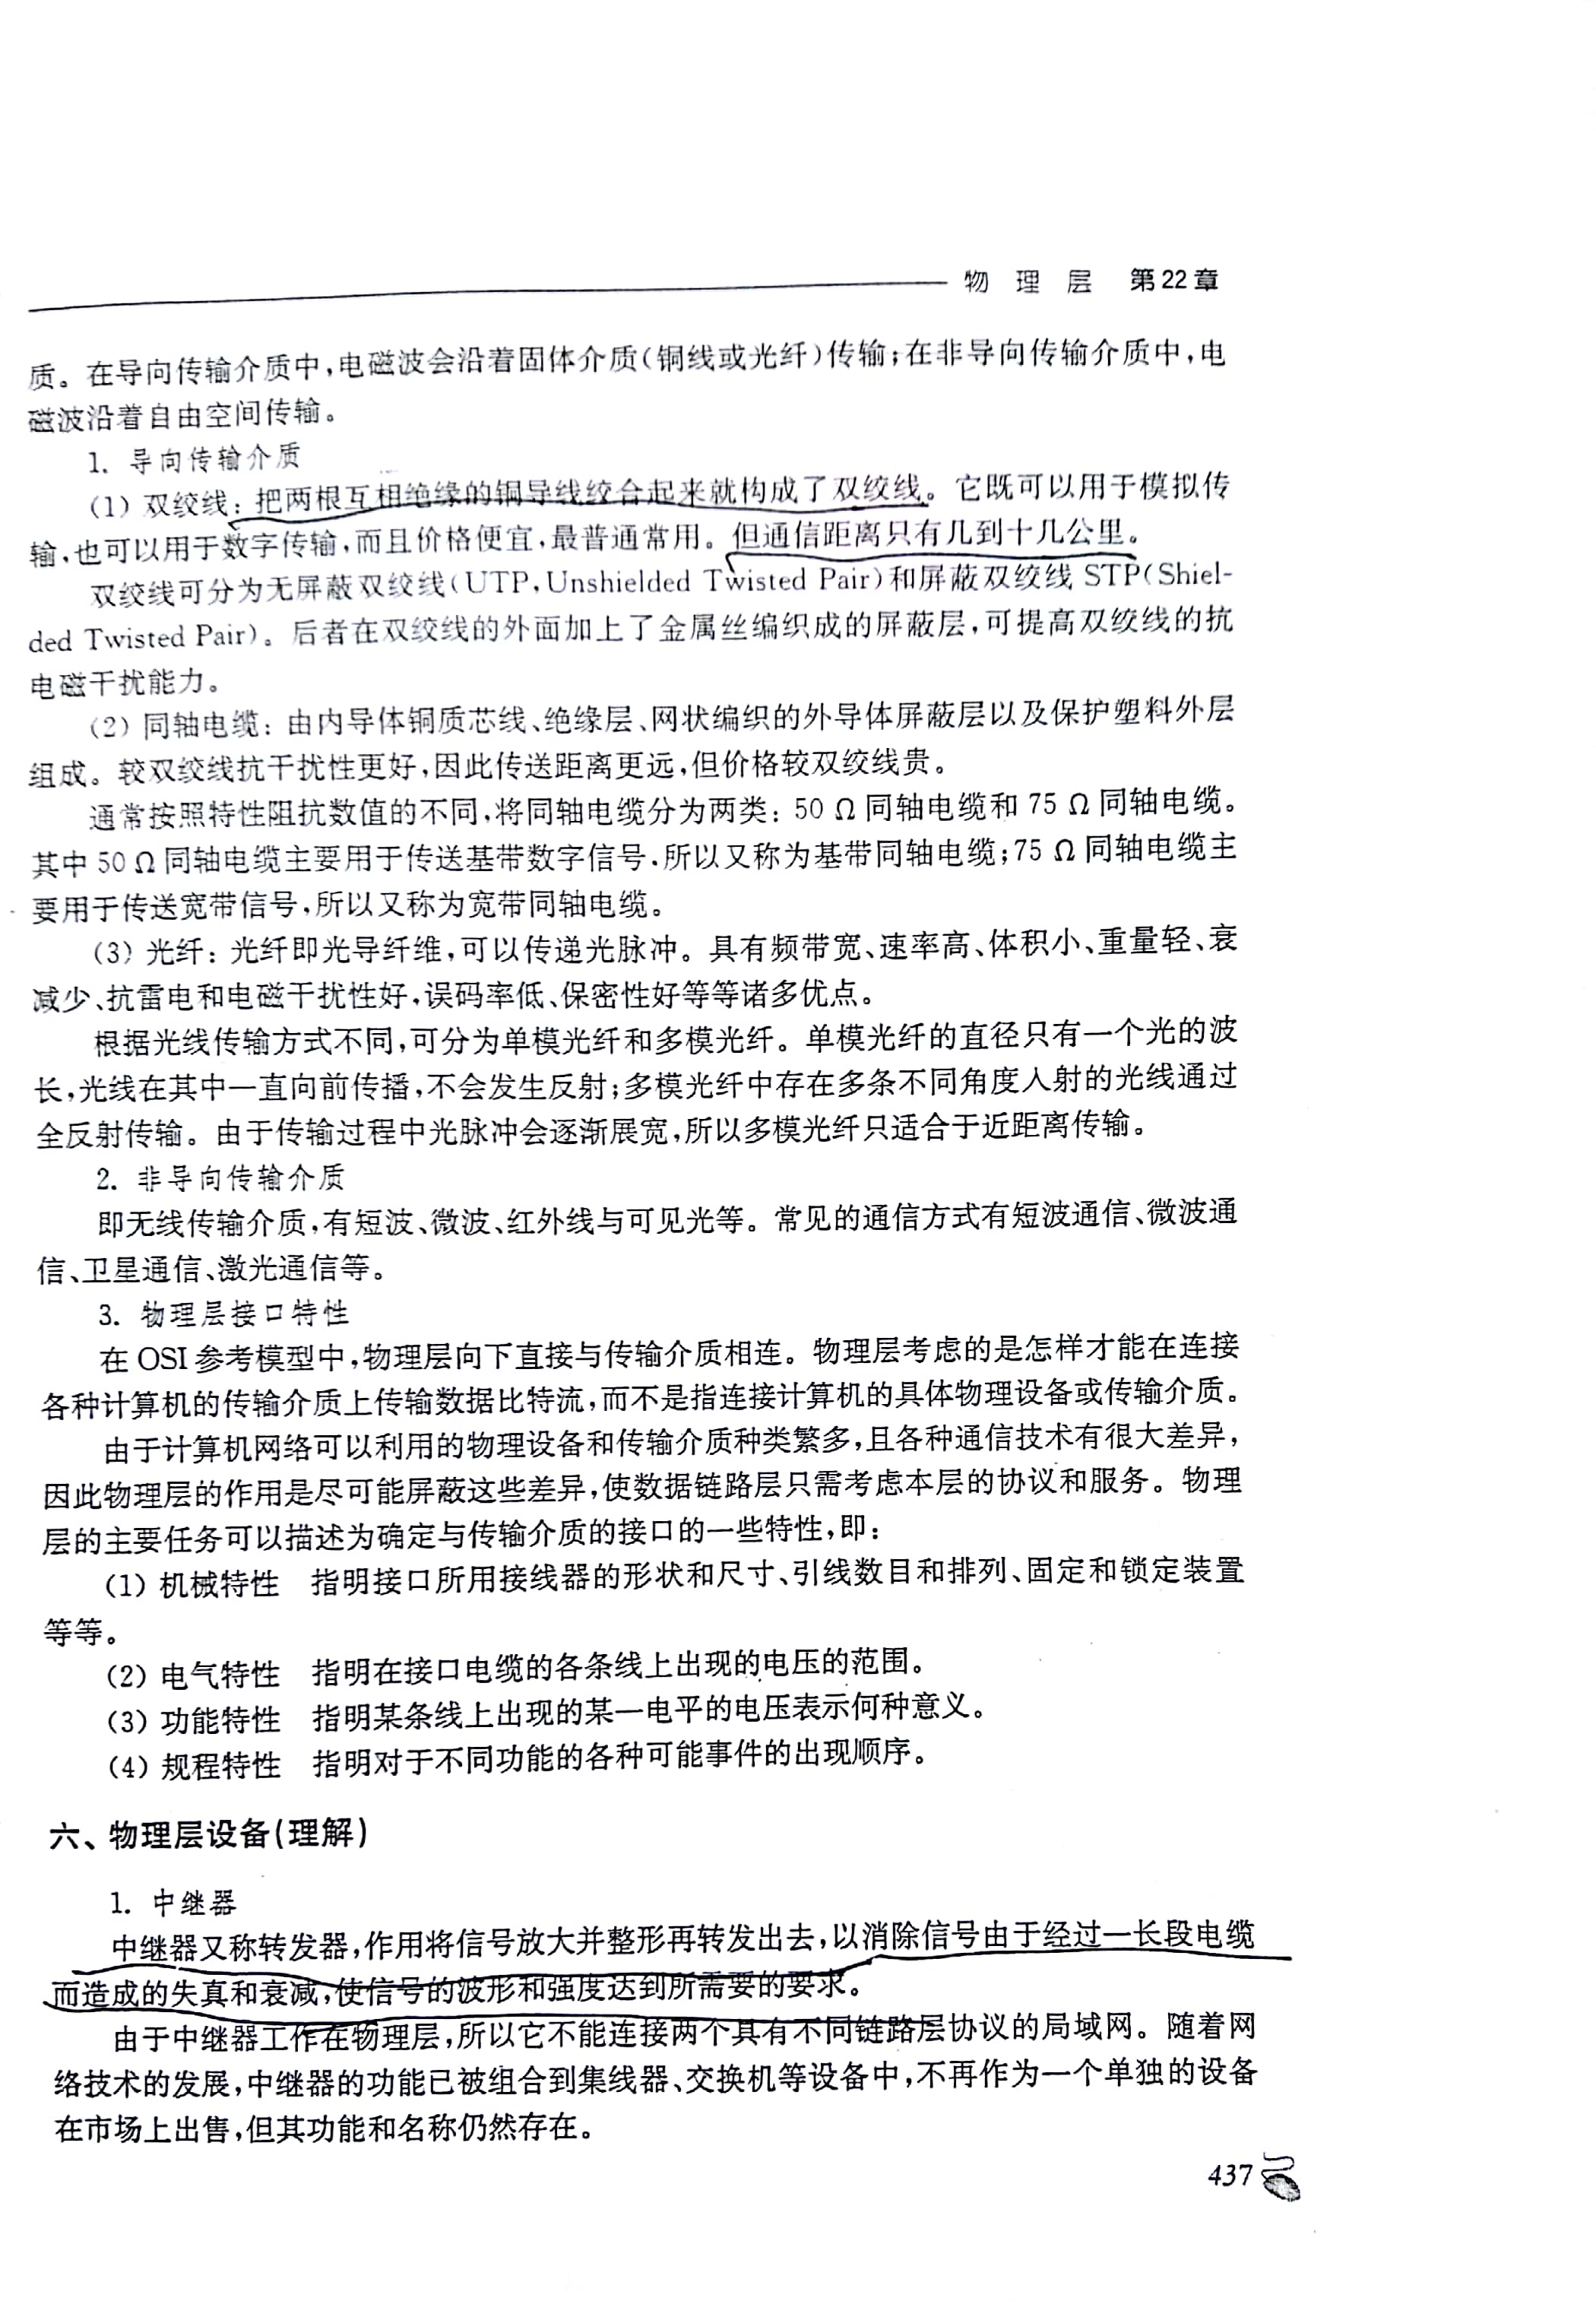 物 理 层 第22章
质。在导向传输介质中,电磁波会沿着固体介质(铜线或光纤)传输;在非导向传输介质中,电
磁波沿着自由空间传输。
1. 导向传输介质
(1) 双绞线: 把两根互相绝缘的铜导线绞合起来就构成了双绞线。它既可以用于模拟传
输,也可以用于数字传输,而且价格便宜,最普通常用。但通信距离只有几到十几公里。
双绞线可分为无屏蔽双绞线(UTP,Unshielded Twisted Pair)和屏蔽双绞线 STP(Shiel-
ded Twisted Pair)。后者在双绞线的外面加上了金属丝编织成的屏蔽层,可提高双绞线的抗
电磁干扰能力。
(2) 同轴电缆: 由内导体铜质芯线、绝缘层、网状编织的外导体屏蔽层以及保护塑料外层
组成。较双绞线抗干扰性更好,因此传送距离更远,但价格较双绞线贵。
通常按照特性阻抗数值的不同,将同轴电缆分为两类: 50 Ω 同轴电缆和 75 Ω 同轴电缆。
其中 50 Ω 同轴电缆主要用于传送基带数字信号,所以又称为基带同轴电缆;75 Ω 同轴电缆主
要用于传送宽带信号,所以又称为宽带同轴电缆。
(3) 光纤: 光纤即光导纤维,可以传递光脉冲。具有频带宽、速率高、体积小、重量轻、衰
减少、抗雷电和电磁干扰性好,误码率低、保密性好等等诸多优点。
根据光线传输方式不同,可分为单模光纤和多模光纤。单模光纤的直径只有一个光的波
长,光线在其中一直向前传播,不会发生反射;多模光纤中存在多条不同角度入射的光线通过
全反射传输。由于传输过程中光脉冲会逐渐展宽,所以多模光纤只适合于近距离传输。
2. 非导向传输介质
即无线传输介质,有短波、微波、红外线与可见光等。常见的通信方式有短波通信、微波通
信、卫星通信、激光通信等。
3. 物理层接口特性
在 OSI 参考模型中,物理层向下直接与传输介质相连。物理层考虑的是怎样才能在连接
各种计算机的传输介质上传输数据比特流,而不是指连接计算机的具体物理设备或传输介质。
由于计算机网络可以利用的物理设备和传输介质种类繁多,且各种通信技术有很大差异,
因此物理层的作用是尽可能屏蔽这些差异,使数据链路层只需考虑本层的协议和服务。物理
层的主要任务可以描述为确定与传输介质的接口的一些特性,即:
(1) 机械特性 指明接口所用接线器的形状和尺寸、引线数目和排列、固定和锁定装置
等等。
(2) 电气特性 指明在接口电缆的各条线上出现的电压的范围。
(3) 功能特性 指明某条线上出现的某一电平的电压表示何种意义。
(4) 规程特性 指明对于不同功能的各种可能事件的出现顺序。
六、物理层设备(理解)
1. 中继器
中继器又称转发器,作用将信号放大并整形再转发出去,以消除信号由于经过一长段电缆
而造成的失真和衰减,使信号的波形和强度达到所需要的要求。
由于中继器工作在物理层,所以它不能连接两个具有不同链路层协议的局域网。随着网
络技术的发展,中继器的功能已被组合到集线器、交换机等设备中,不再作为一个单独的设备
在市场上出售,但其功能和名称仍然存在。
437